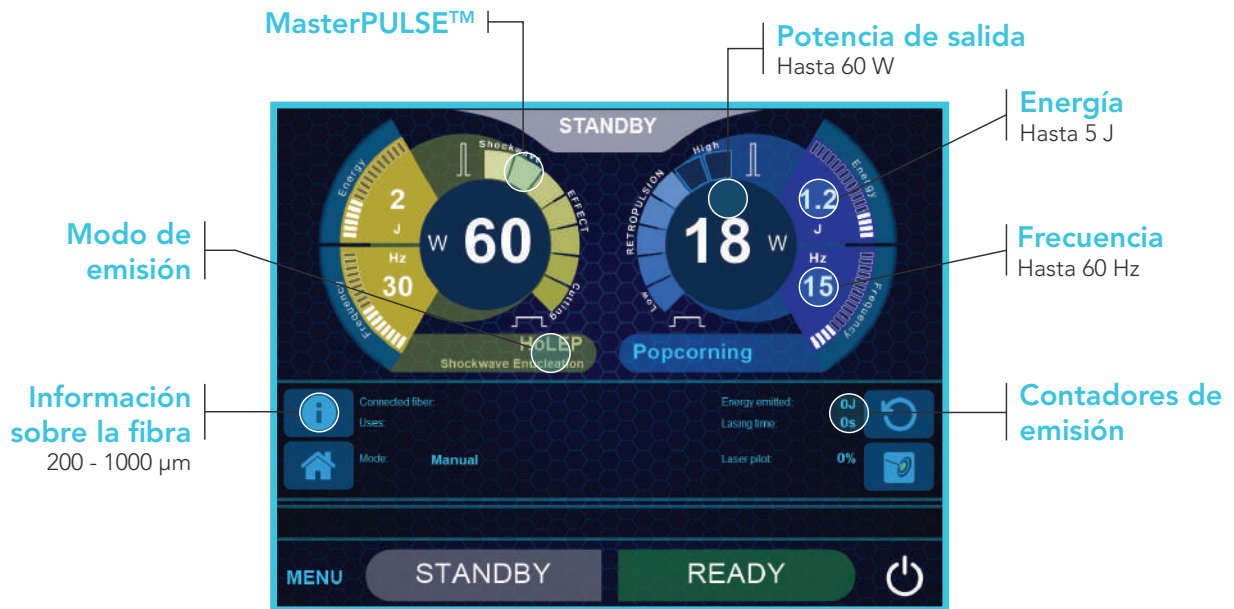 MasterPULSE™
Potencia de salida
Hasta 60 W
Energía
Hasta 5 J
Frecuencia
Hasta 60 Hz
Modo de
emisión
Información
sobre la fibra
200 - 1000 µm
Contadores de
emisión
STANDBY
Energy
2
J
Hz
30
Frequency
W 60
Shockwave
EFFECT
Cutting
HoLEP
Shockwave Enucleation
High
RETROPULSION
Low
18 W
Energy
1.2
J
Hz
15
Frequency
Popcorning
Connected fiber:
Uses:
Mode: Manual
Energy emitted: 0J
Lasing time: 0s
Laser pilot: 0%
MENU
STANDBY
READY